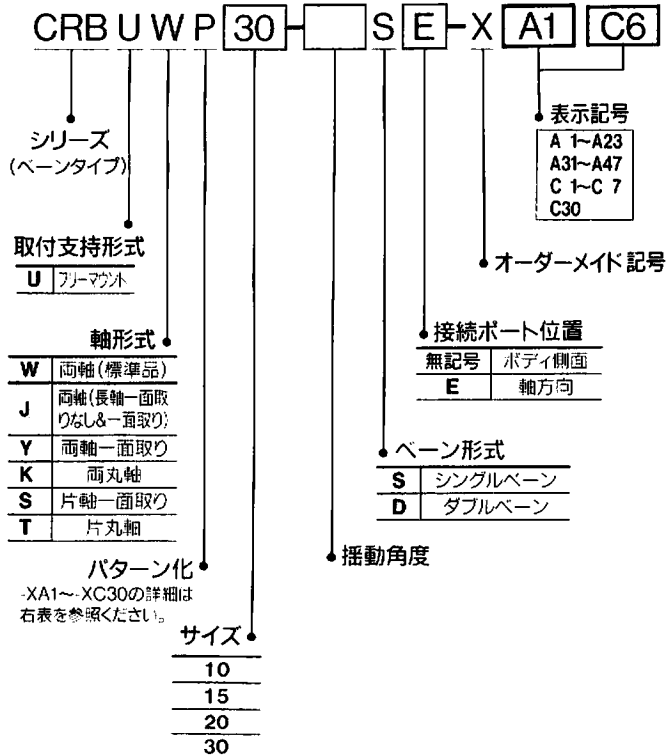 CRB U W P 30 - S E - X A1 C6
シリーズ
(ベーンタイプ)
表示記号
A 1~A23
A31~A47
C 1~C 7
C30
取付支持形式
U フリーマウント
オーダーメイド記号
軸形式
W 両軸(標準品)
J 両軸(長軸一面取
りなし&一面取り)
Y 両軸一面取り
K 両丸軸
S 片軸一面取り
T 片丸軸
接続ポート位置
無記号 ボディ側面
E 軸方向
ベーン形式
S シングルベーン
D ダブルベーン
パターン化
-XA1~-XC30の詳細は
右表を参照ください。
揺動角度
サイズ
10
15
20
30